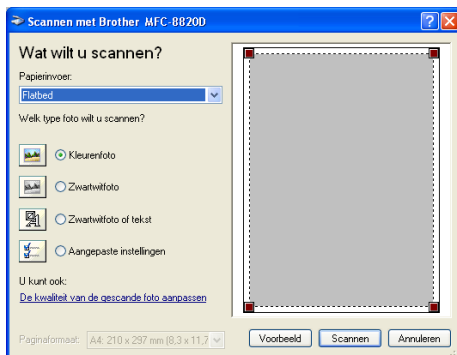 Scannen met Brother MFC-8820D
Wat wilt u scannen?
Papierinvoer:
Flatbed
Welk type foto wilt u scannen?
Kleurenfoto
Zwartwitfoto
Zwartwitfoto of tekst
Aangepaste instellingen
U kunt ook:
De kwaliteit van de gescande foto aanpassen
Paginaformaat: A4: 210 x 297 mm (8,3 x 11,7
Voorbeeld Scannen Annuleren